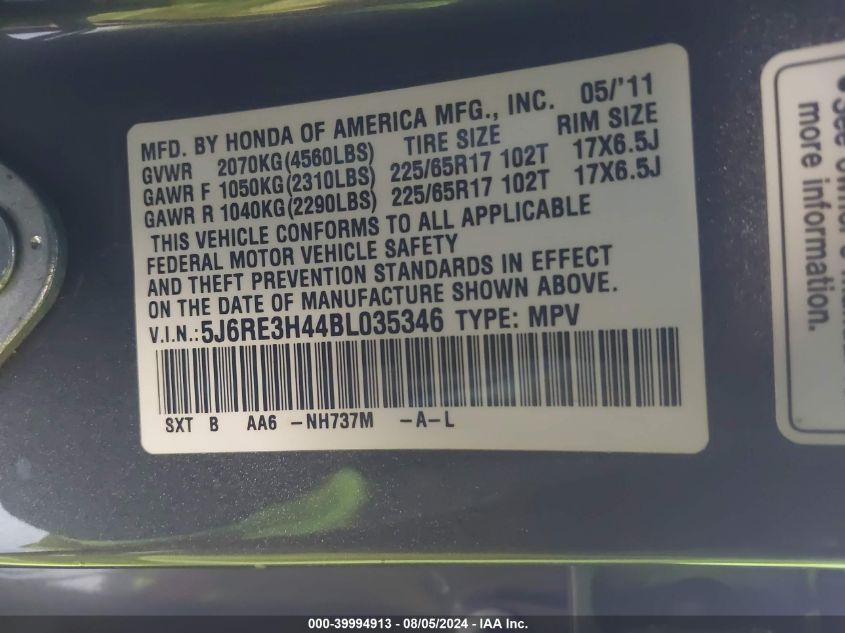 MFD. BY HONDA OF AMERICA MFG., INC. 05/'11
GVWR 2070KG(4560LBS) TIRE SIZE RIM SIZE
GAWR F 1050KG(2310LBS) 225/65R17 102T 17X6.5J
GAWR R 1040KG(2290LBS) 225/65R17 102T 17X6.5J
THIS VEHICLE CONFORMS TO ALL APPLICABLE
FEDERAL MOTOR VEHICLE SAFETY
AND THEFT PREVENTION STANDARDS IN EFFECT
ON THE DATE OF MANUFACTURE SHOWN ABOVE.
V.I.N.:5J6RE3H44BL035346 TYPE: MPV
SXT B AA6 -NH737M -A-L
• See owner's
more information.
000-39994913 - 08/05/2024 - IAA Inc.